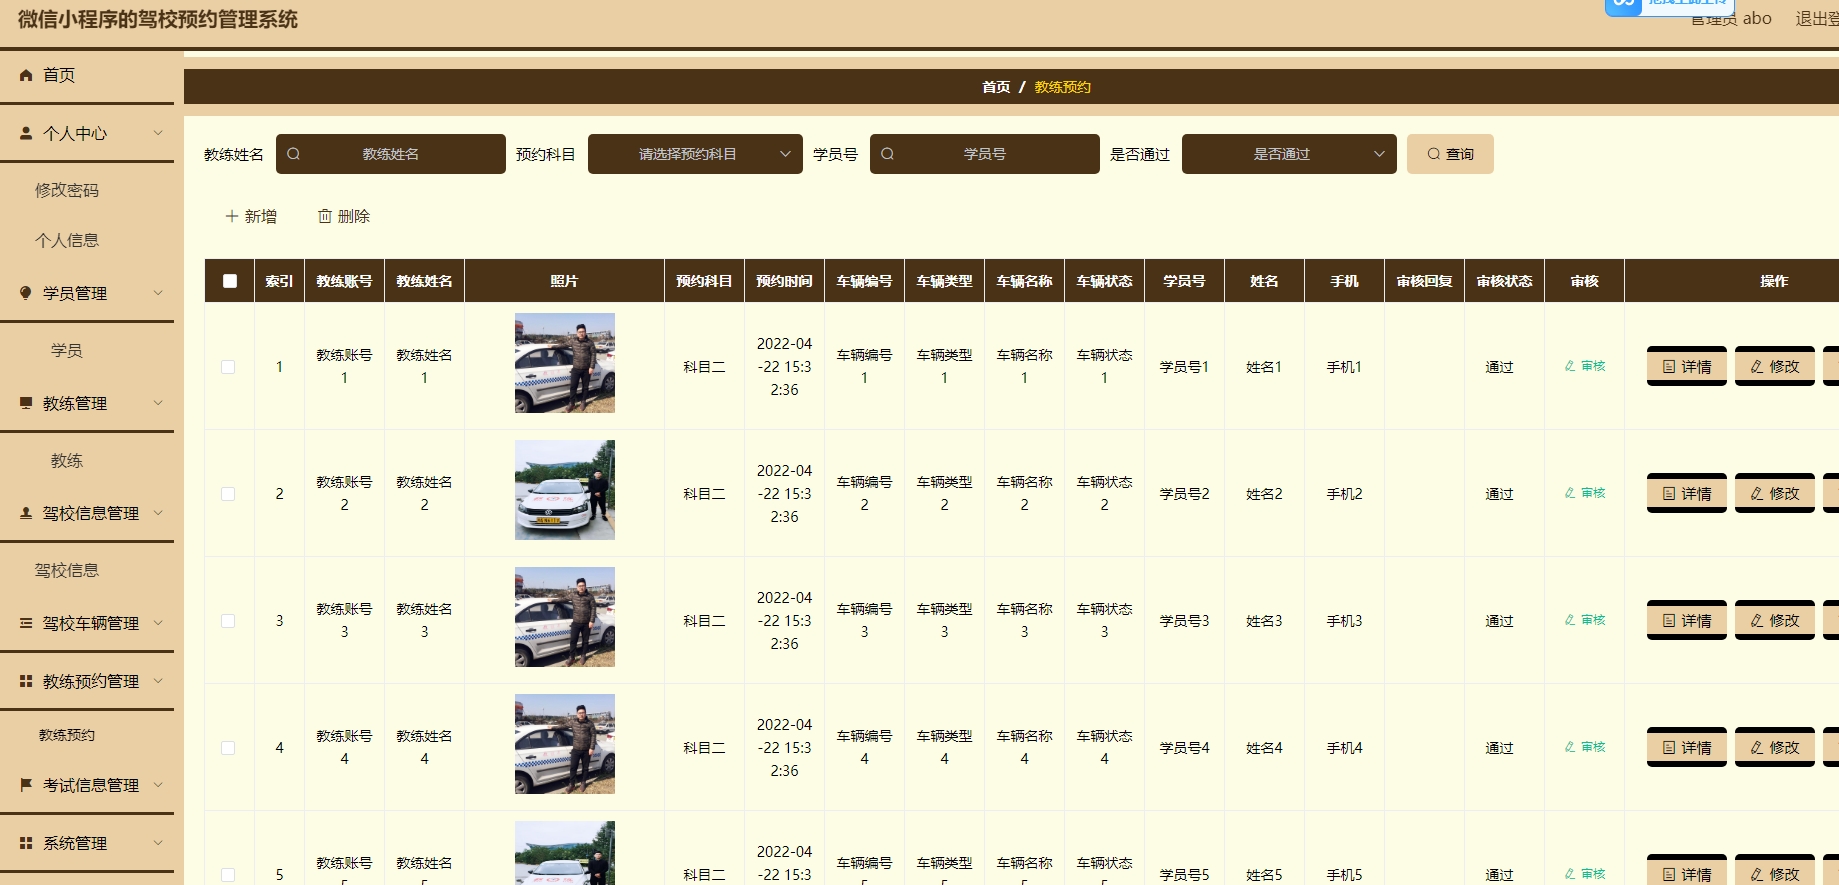 微信小程序的驾校预约管理系统
管理员 abo 退出登
首页
个人中心
修改密码
个人信息
学员管理
学员
教练管理
教练
驾校信息管理
驾校信息
驾校车辆管理
教练预约管理
教练预约
考试信息管理
系统管理
首页 / 教练预约
教练姓名 教练姓名 预约科目 请选择预约科目 学员号 学员号 是否通过 是否通过 查询
新增 删除
索引 教练账号 教练姓名 照片 预约科目 预约时间 车辆编号 车辆类型 车辆名称 车辆状态 学员号 姓名 手机 审核回复 审核状态 审核 操作
1 教练账号1 教练姓名1 科目二 2022-04-22 15:32:36 车辆编号1 车辆类型1 车辆名称1 车辆状态1 学员号1 姓名1 手机1 通过 审核 详情 修改
2 教练账号2 教练姓名2 科目二 2022-04-22 15:32:36 车辆编号2 车辆类型2 车辆名称2 车辆状态2 学员号2 姓名2 手机2 通过 审核 详情 修改
3 教练账号3 教练姓名3 科目二 2022-04-22 15:32:36 车辆编号3 车辆类型3 车辆名称3 车辆状态3 学员号3 姓名3 手机3 通过 审核 详情 修改
4 教练账号4 教练姓名4 科目二 2022-04-22 15:32:36 车辆编号4 车辆类型4 车辆名称4 车辆状态4 学员号4 姓名4 手机4 通过 审核 详情 修改
5 教练账号 教练姓名 科目二 2022-04-22 15:3 车辆编号 车辆类型 车辆名称 车辆状态 学员号5 姓名5 手机5 通过 审核 详情 修改